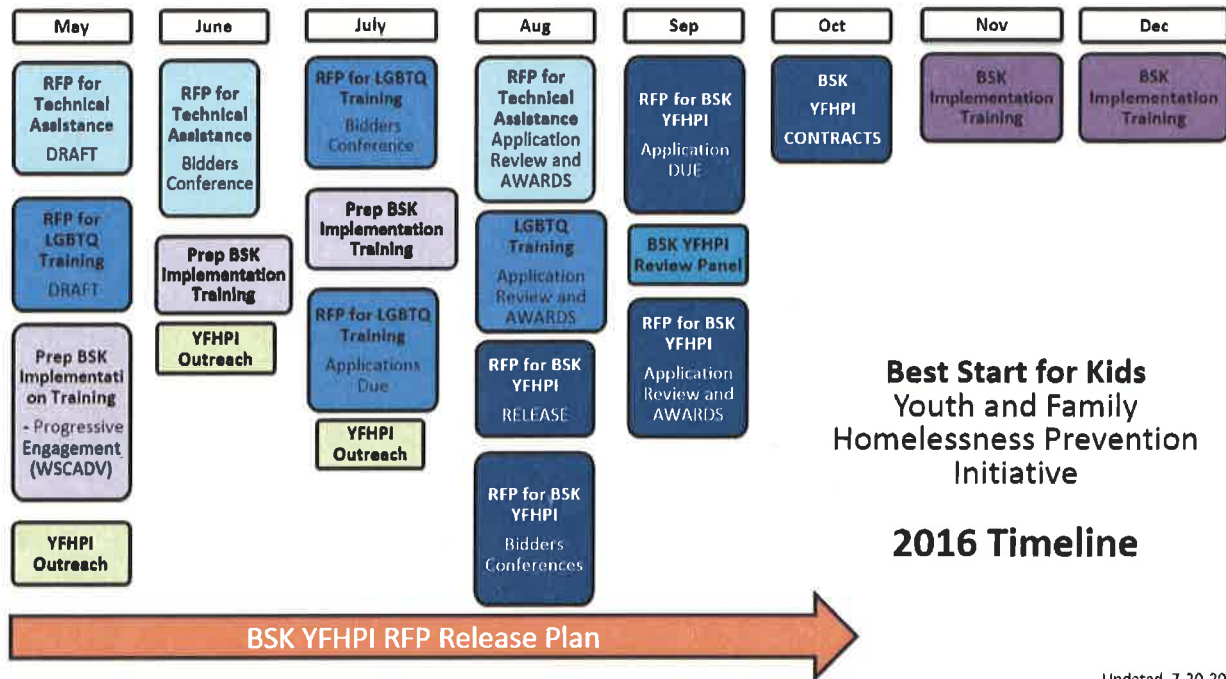 May
June
July
Aug
Sep
Oct
Nov
Dec
RFP for
Technical
Assistance
DRAFT
RFP for
LGBTQ
Training
DRAFT
Prep BSK
Implementati
on Training
- Progressive
Engagement
(WSCADV)
YFHPI
Outreach
RFP for
Technical
Assistance
Bidders
Conference
Prep BSK
Implementation
Training
YFHPI
Outreach
RFP for LGBTQ
Training
Bidders
Conference
Prep BSK
Implementation
Training
RFP for LGBTQ
Training
Applications
Due
YFHPI
Outreach
RFP for
Technical
Assistance
Application
Review and
AWARDS
LGBTQ
Training
Application
Review and
AWARDS
RFP for BSK
YFHPI
RELEASE
RFP for BSK
YFHPI
Bidders
Conferences
RFP for BSK
YFHPI
Application
DUE
BSK YFHPI
Review Panel
RFP for BSK
YFHPI
Application
Review and
AWARDS
BSK
YFHPI
CONTRACTS
BSK
Implementation
Training
BSK
Implementation
Training
Best Start for Kids
Youth and Family
Homelessness Prevention
Initiative
2016 Timeline
BSK YFHPI RFP Release Plan
Updated 7-20-20